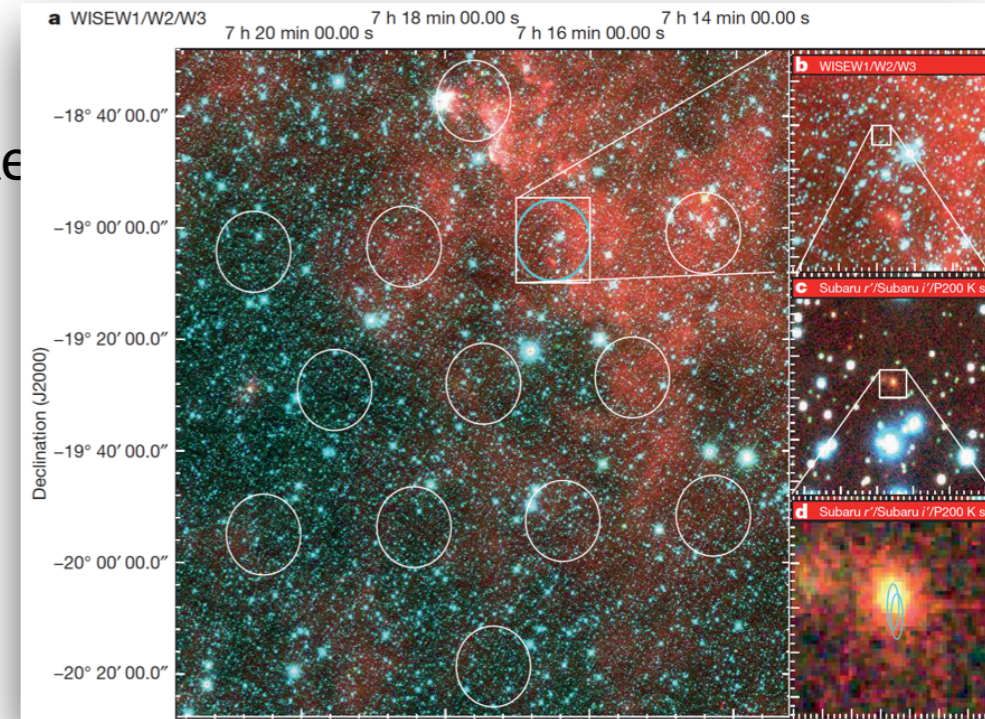 a WISEW1/W2/W3
7 h 20 min 00.00 s
7 h 18 min 00.00 s
7 h 16 min 00.00 s
7 h 14 min 00.00 s
−18° 40′ 00.0″
−19° 00′ 00.0″
−19° 20′ 00.0″
−19° 40′ 00.0″
−20° 00′ 00.0″
−20° 20′ 00.0″
Declination (J2000)
b WISEW1/W2/W3
c Subaru r′/Subaru i′/P200 K s
d Subaru r′/Subaru i′/P200 K s